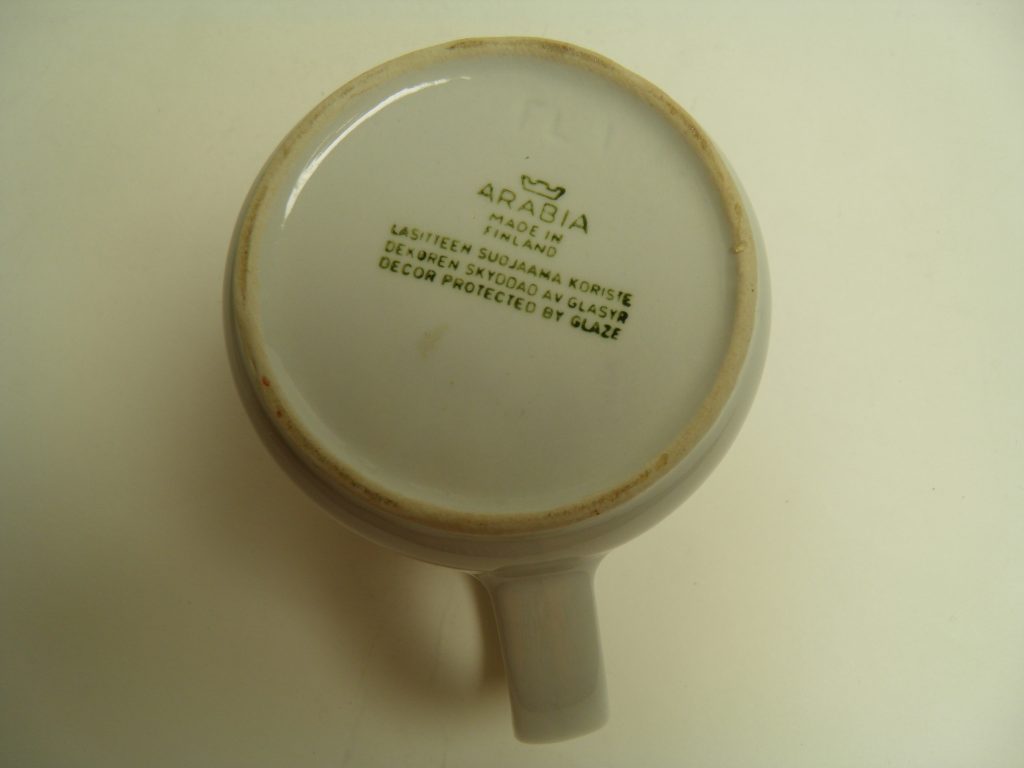 ARABIA
MADE IN
FINLAND
LASITTEEN SUOJAAMA KORISTE
DEKOREN SKYDDAD AV GLASYR
DECOR PROTECTED BY GLAZE